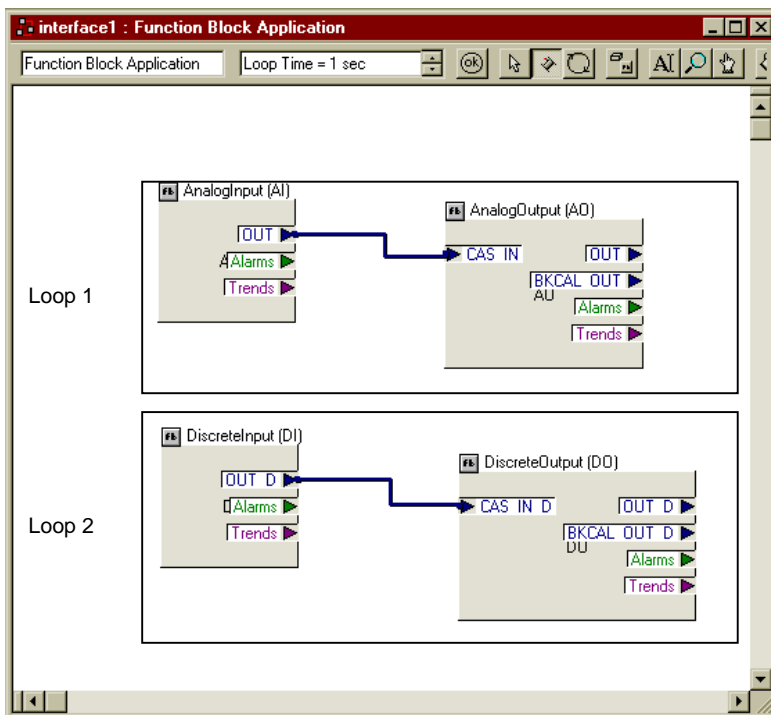 interface1 : Function Block Application
Function Block Application Loop Time = 1 sec
Loop 1
AnalogInput (AI)
OUT
Alarms
Trends
AnalogOutput (AO)
CAS IN OUT
BKCAL OUT
Alarms
Trends
Loop 2
DiscreteInput (DI)
OUT D
Alarms
Trends
DiscreteOutput (DO)
CAS IN D OUT D
BKCAL OUT D
Alarms
Trends